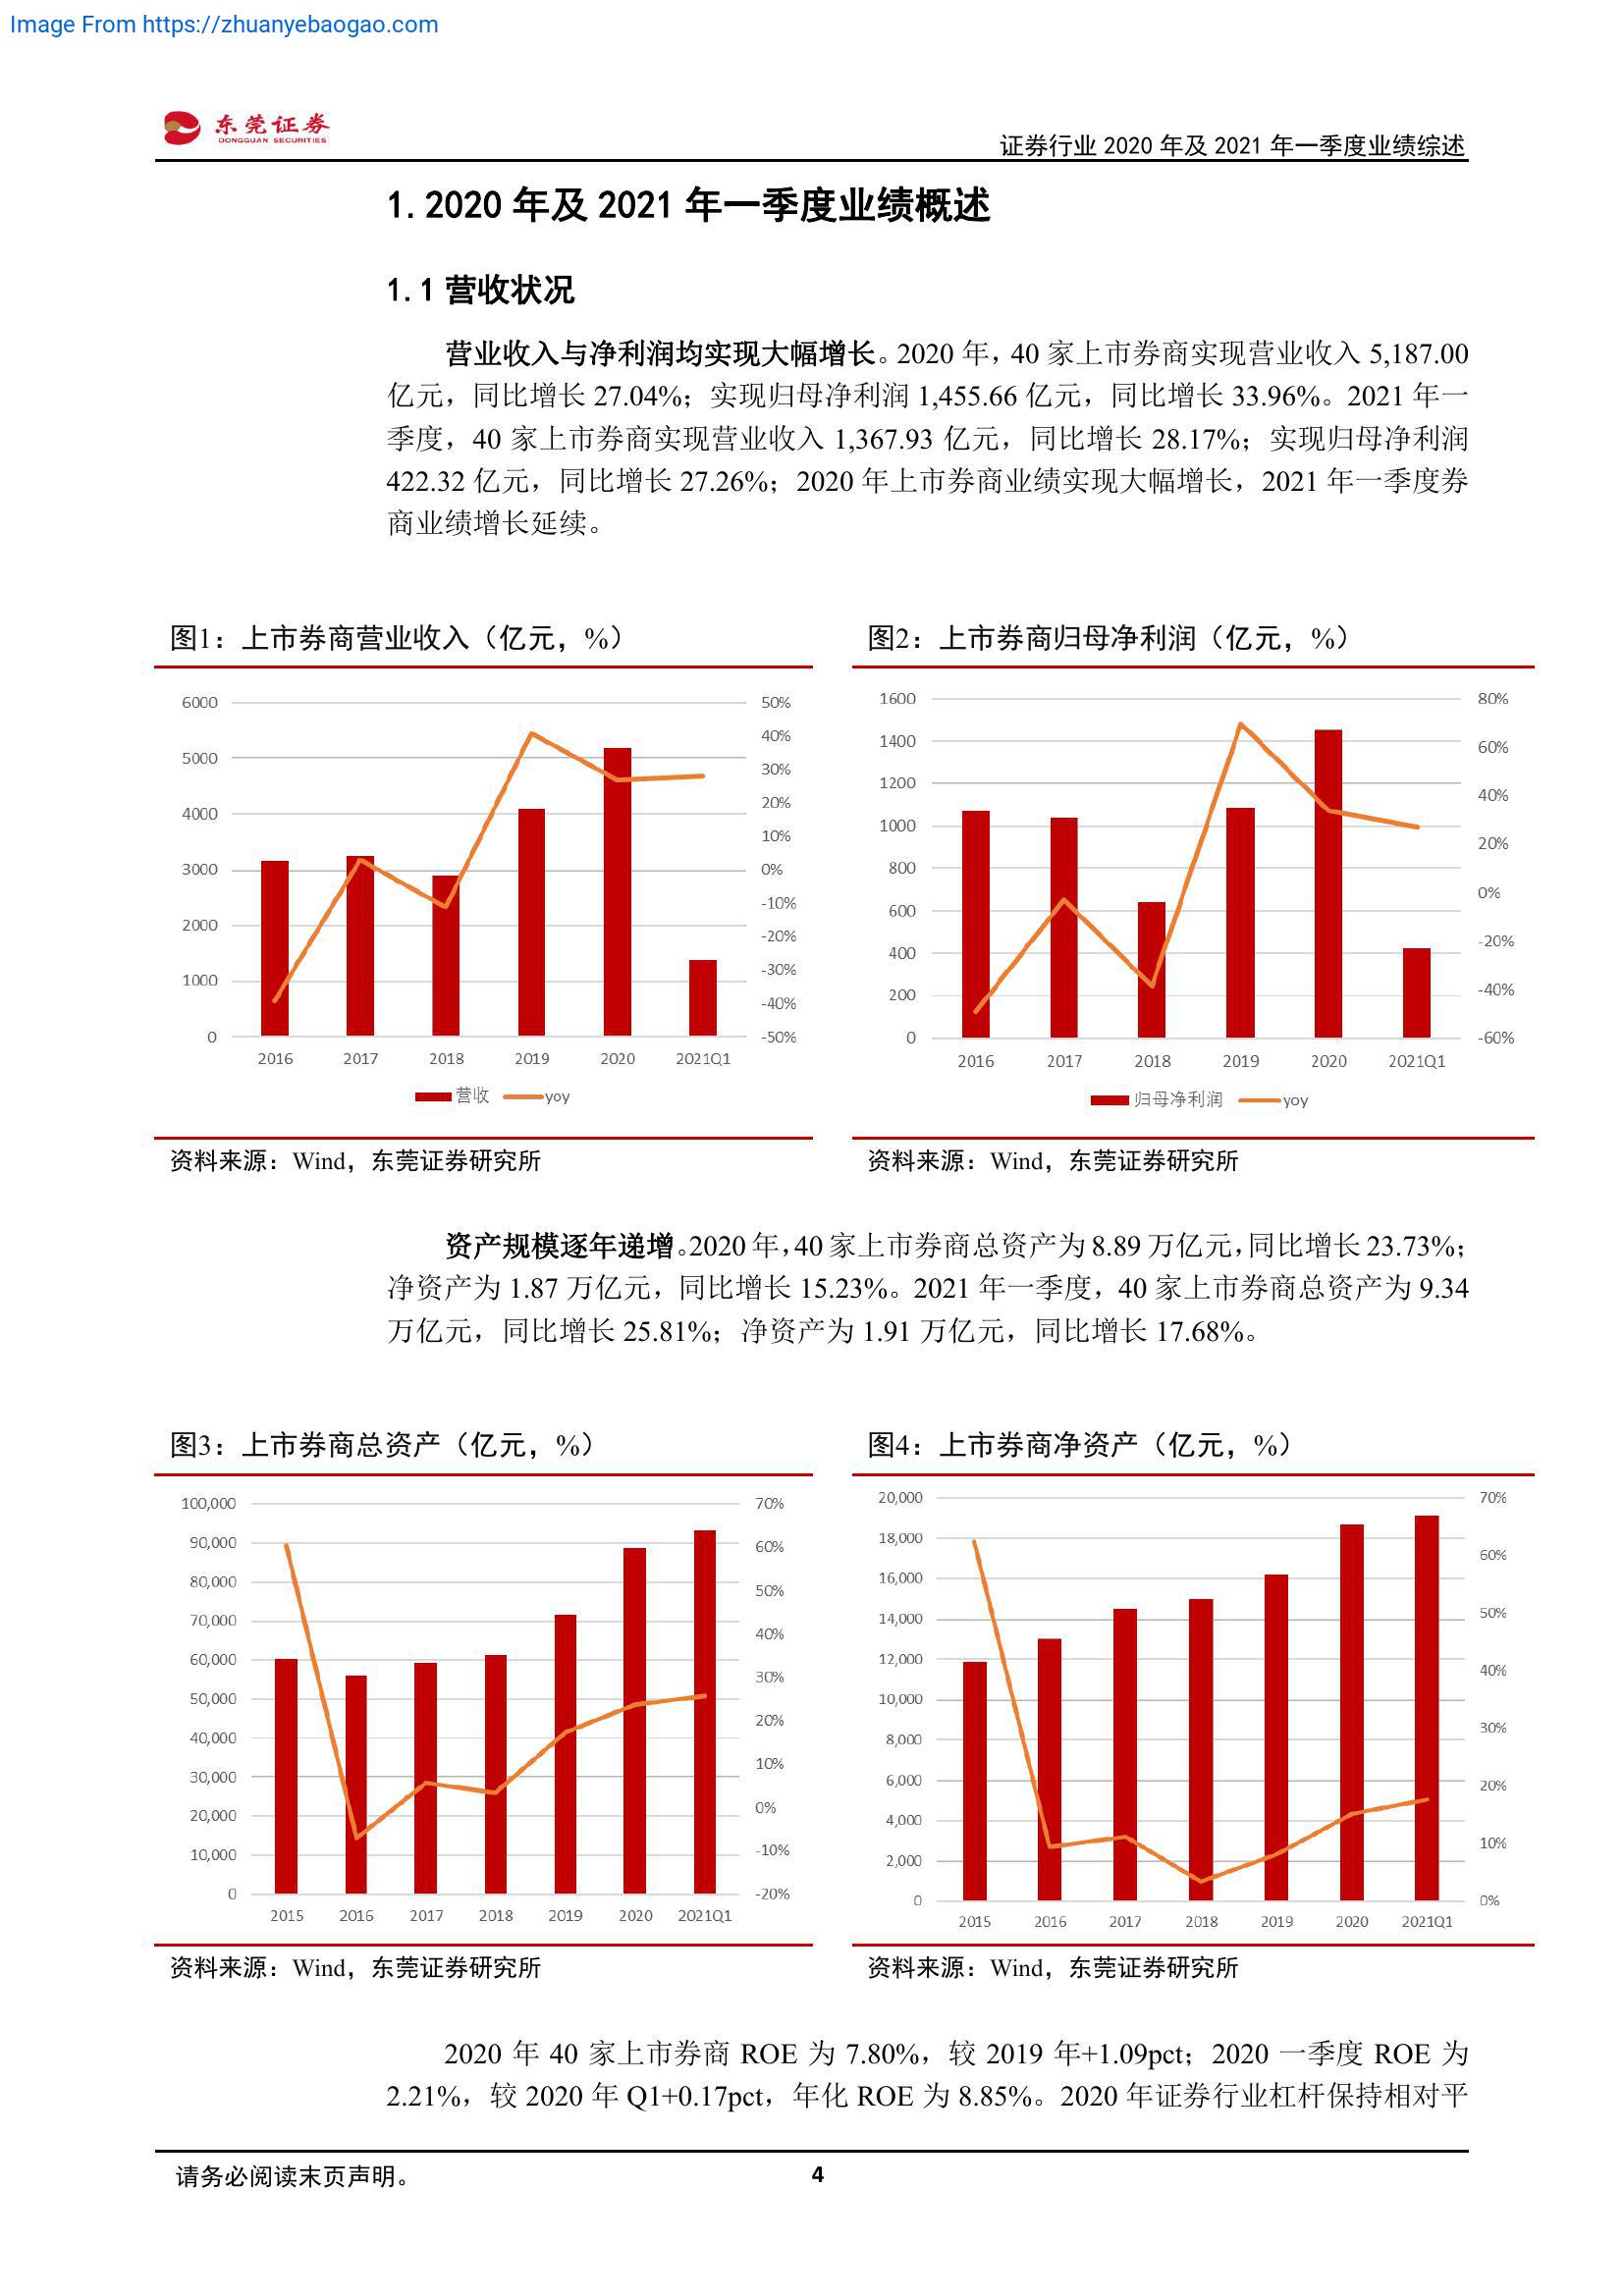 Image From https://zhuanyebaogao.com
东莞证券
DONGGUAN SECURITIES
证券行业 2020 年及 2021 年一季度业绩综述
1. 2020 年及 2021 年一季度业绩概述
1.1 营收状况
营业收入与净利润均实现大幅增长。2020 年，40 家上市券商实现营业收入 5,187.00
亿元，同比增长 27.04%；实现归母净利润 1,455.66 亿元，同比增长 33.96%。2021 年一
季度，40 家上市券商实现营业收入 1,367.93 亿元，同比增长 28.17%；实现归母净利润
422.32 亿元，同比增长 27.26%；2020 年上市券商业绩实现大幅增长，2021 年一季度券
商业绩增长延续。
图1：上市券商营业收入（亿元，%）
6000
5000
4000
3000
2000
1000
0
50%
40%
30%
20%
10%
0%
-10%
-20%
-30%
-40%
-50%
2016 2017 2018 2019 2020 2021Q1
营收 yoy
资料来源：Wind，东莞证券研究所
图2：上市券商归母净利润（亿元，%）
1600
1400
1200
1000
800
600
400
200
0
80%
60%
40%
20%
0%
-20%
-40%
-60%
2016 2017 2018 2019 2020 2021Q1
归母净利润 yoy
资料来源：Wind，东莞证券研究所
资产规模逐年递增。2020 年，40 家上市券商总资产为 8.89 万亿元，同比增长 23.73%；
净资产为 1.87 万亿元，同比增长 15.23%。2021 年一季度，40 家上市券商总资产为 9.34
万亿元，同比增长 25.81%；净资产为 1.91 万亿元，同比增长 17.68%。
图3：上市券商总资产（亿元，%）
100,000
90,000
80,000
70,000
60,000
50,000
40,000
30,000
20,000
10,000
0
70%
60%
50%
40%
30%
20%
10%
0%
-10%
-20%
2015 2016 2017 2018 2019 2020 2021Q1
资料来源：Wind，东莞证券研究所
图4：上市券商净资产（亿元，%）
20,000
18,000
16,000
14,000
12,000
10,000
8,000
6,000
4,000
2,000
0
70%
60%
50%
40%
30%
20%
10%
0%
2015 2016 2017 2018 2019 2020 2021Q1
资料来源：Wind，东莞证券研究所
2020 年 40 家上市券商 ROE 为 7.80%，较 2019 年+1.09pct；2020 一季度 ROE 为
2.21%，较 2020 年 Q1+0.17pct，年化 ROE 为 8.85%。2020 年证券行业杠杆保持相对平
请务必阅读末页声明。
4